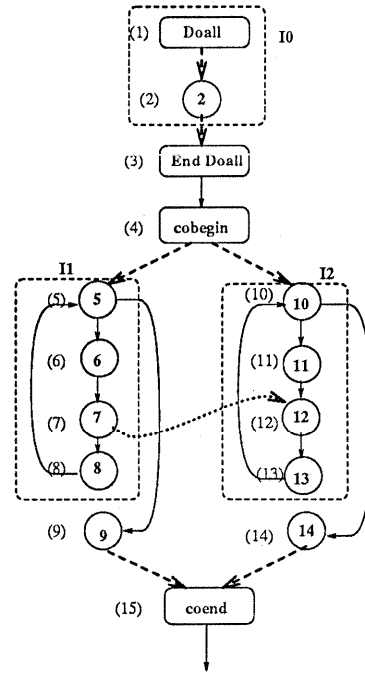 (1) Doall I0
(2) 2
(3) End Doall
(4) cobegin
I1 I2
(5) 5 (10) 10
(6) 6 (11) 11
(7) 7 (12) 12
(8) 8 (13) 13
(9) 9 (14) 14
(15) coend